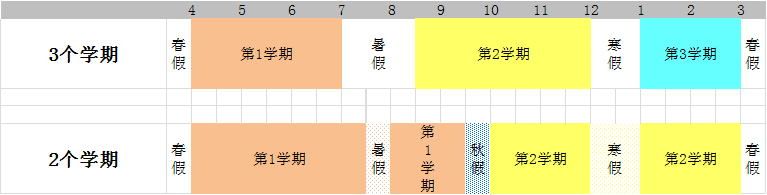 4 5 6 7 8 9 10 11 12 1 2 3
3个学期 春假 第1学期 暑假 第2学期 寒假 第3学期 春假
2个学期 春假 第1学期 暑假 第1学期 秋假 第2学期 寒假 第2学期 春假